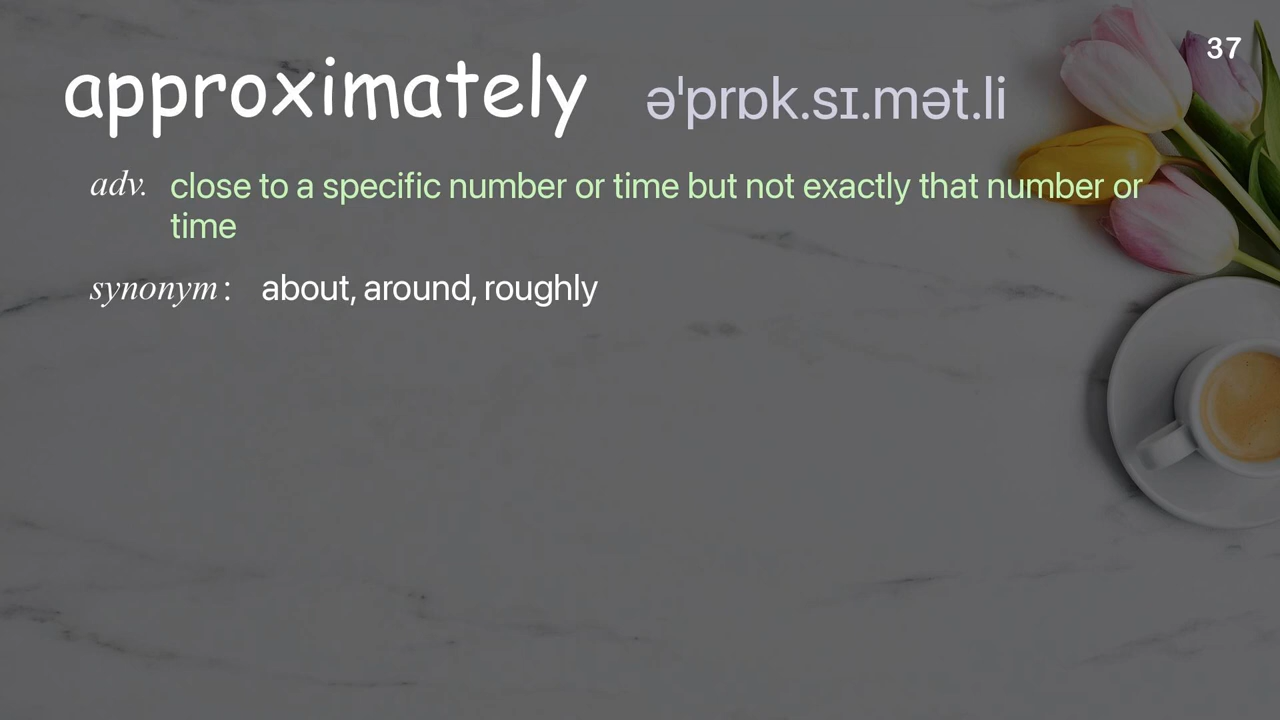 37
approximately əˈprɒk.sɪ.mət.li
adv. close to a specific number or time but not exactly that number or
time
synonym: about, around, roughly